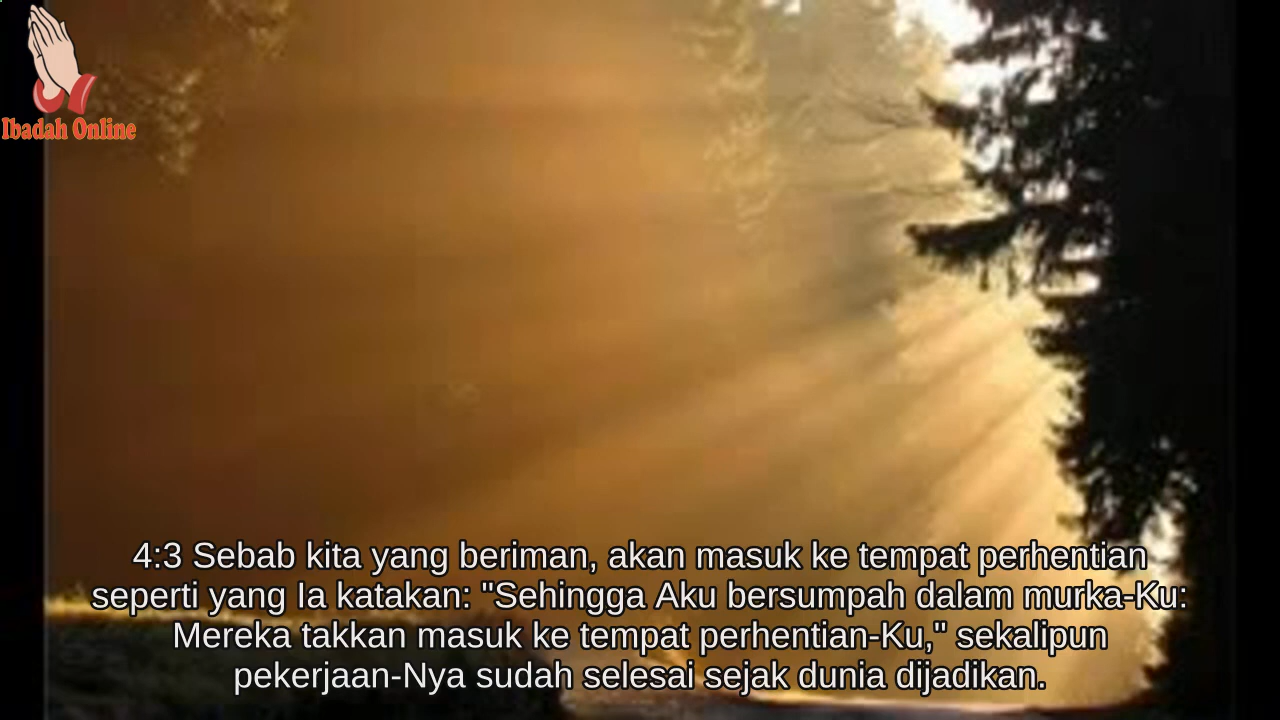 Ibadah Online
4:3 Sebab kita yang beriman, akan masuk ke tempat perhentian
seperti yang Ia katakan: "Sehingga Aku bersumpah dalam murka-Ku:
Mereka takkan masuk ke tempat perhentian-Ku," sekalipun
pekerjaan-Nya sudah selesai sejak dunia dijadikan.